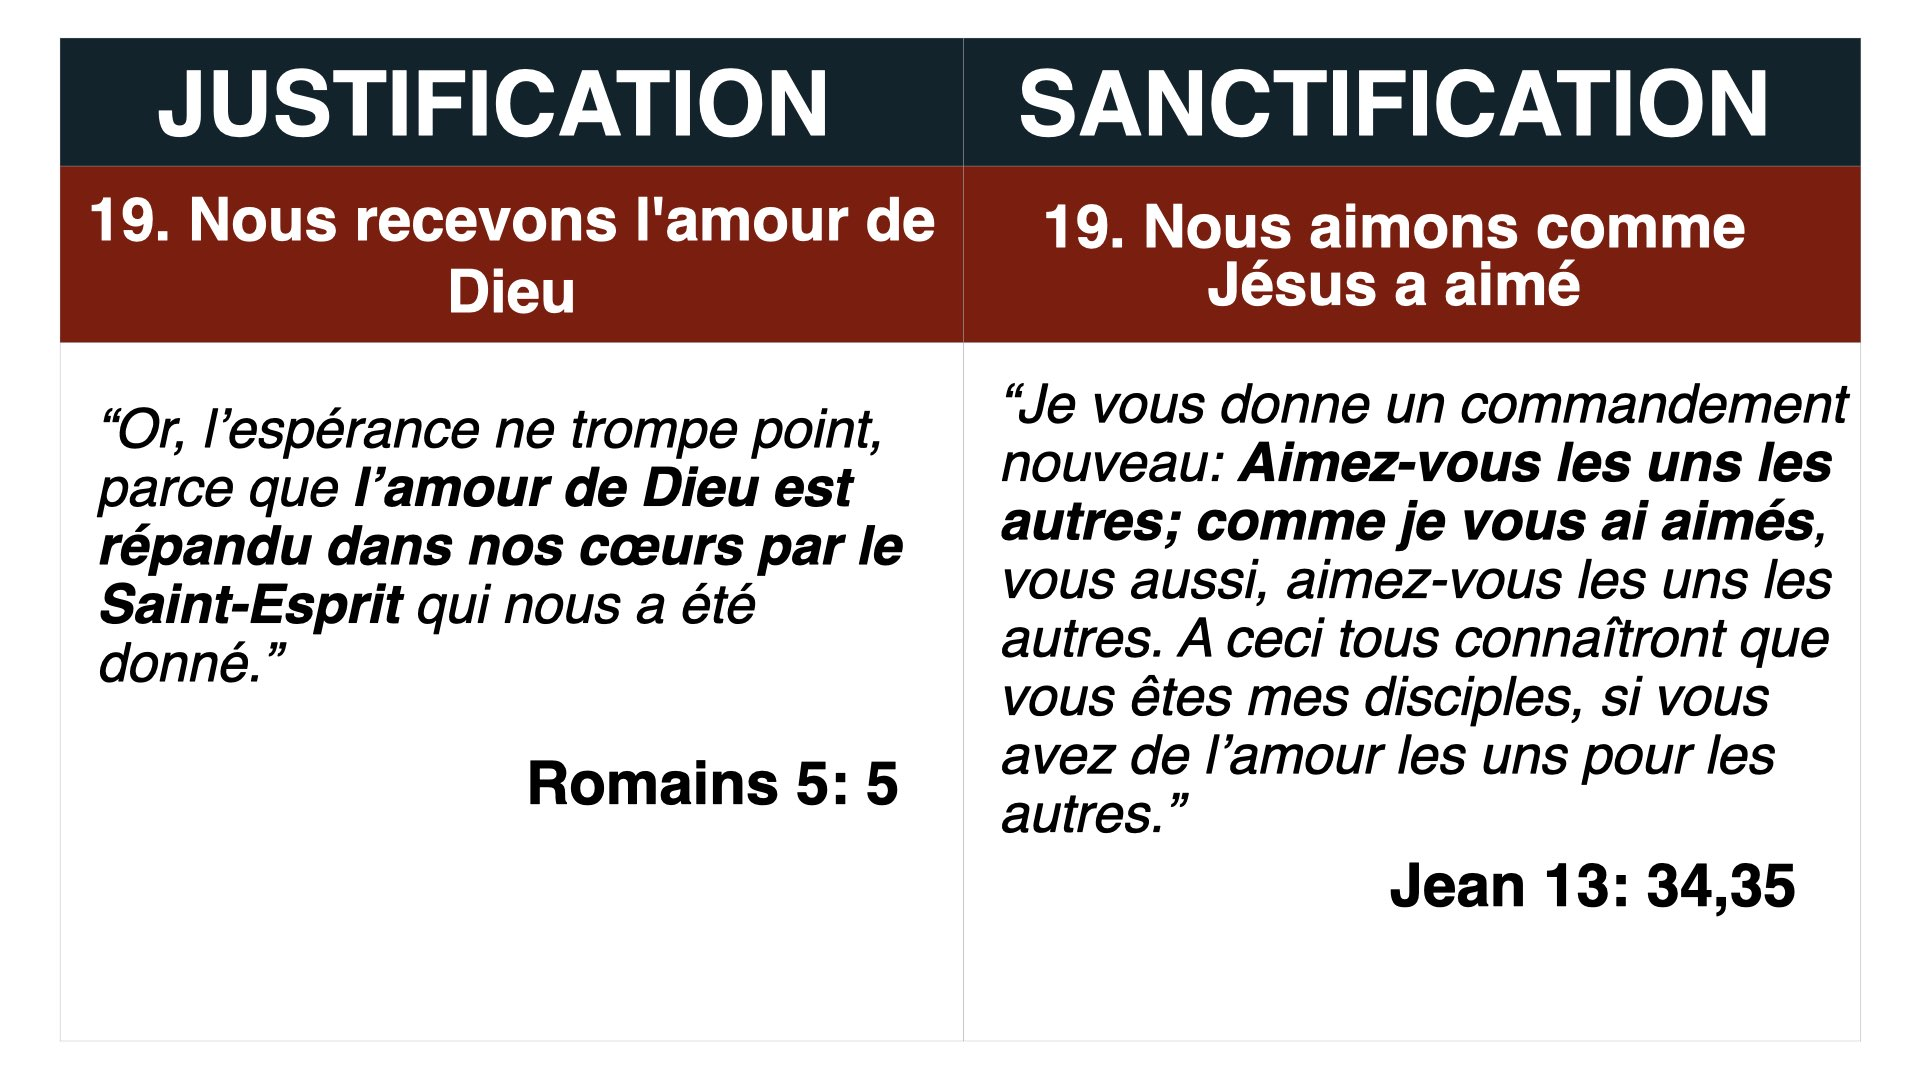 JUSTIFICATION
SANCTIFICATION
19. Nous recevons l'amour de
Dieu
19. Nous aimons comme
Jésus a aimé
“Or, l’espérance ne trompe point,
parce que l’amour de Dieu est
répandu dans nos cœurs par le
Saint-Esprit qui nous a été
donné.”
Romains 5: 5
“Je vous donne un commandement
nouveau: Aimez-vous les uns les
autres; comme je vous ai aimés,
vous aussi, aimez-vous les uns les
autres. A ceci tous connaîtront que
vous êtes mes disciples, si vous
avez de l’amour les uns pour les
autres.”
Jean 13: 34,35